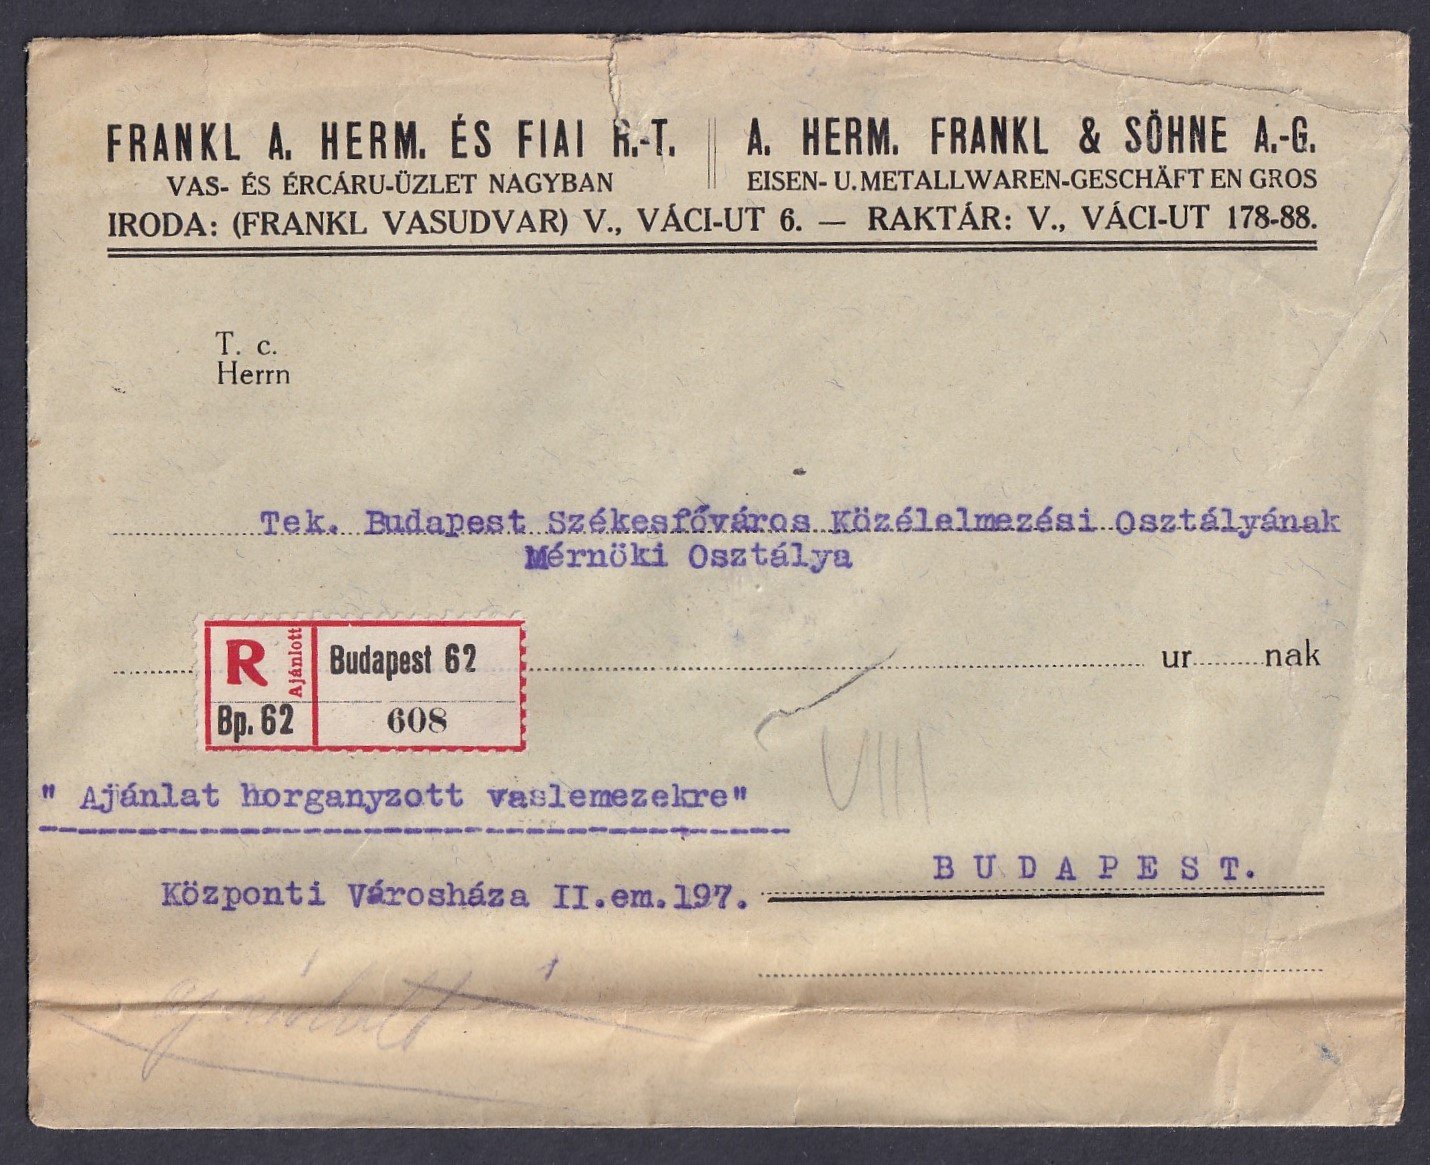 FRANKL A. HERM. ÉS FIAI R.-T.
VAS- ÉS ÉRCÁRU-ÜZLET NAGYBAN
A. HERM. FRANKL & SÖHNE A.-G.
EISEN- U. METALLWAREN-GESCHÄFT EN GROS
IRODA: (FRANKL VASUDVAR) V., VÁCI-UT 6. — RAKTÁR: V., VÁCI-UT 178-88.
T. c.
Herrn
Tek. Budapest Székesfőváros Közélelmezési Osztályának
Mérnöki Osztálya
R Ajánlott Budapest 62
Bp. 62 608
ur nak
VIII
" Ajánlat horganyzott vaslemezekre"
BUDAPEST.
Központi Városháza II.em.197.